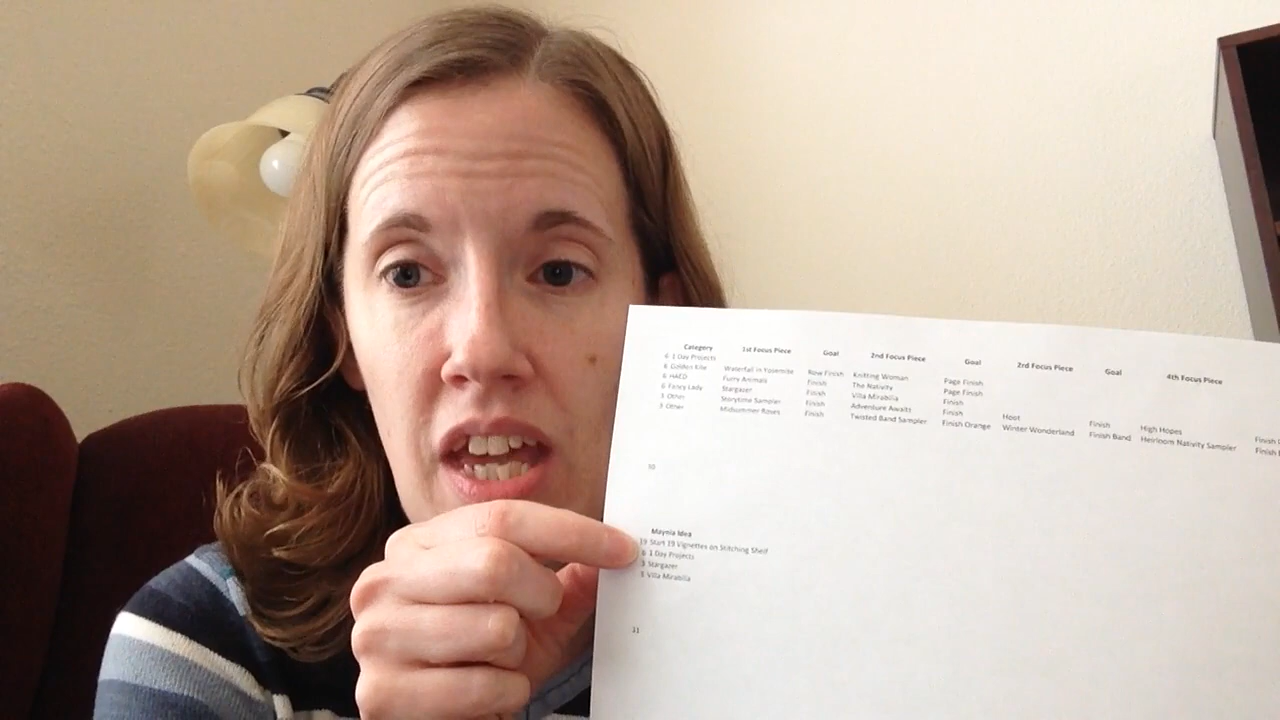 Category 1st Focus Piece Goal 2nd Focus Piece Goal 2rd Focus Piece Goal 4th Focus Piece
6 1 Day Projects
6 Golden Kite Waterfall in Yosemite Row Finish Knitting Woman Page Finish
6 HAED Furry Animals Finish The Nativity Page Finish
6 Fancy Lady Stargazer Finish Villa Mirabilia Finish
3 Other Storytime Sampler Finish Adventure Awaits Finish Hoot Finish High Hopes Finish
3 Other Midsummer Roses Finish Twisted Band Sampler Finish Orange Winter Wonderland Finish Band Heirloom Nativity Sampler Finish
30
Maynia Idea
19 Start 19 Vignettes on Stitching Shelf
6 1 Day Projects
3 Stargazer
3 Villa Mirabilia
31